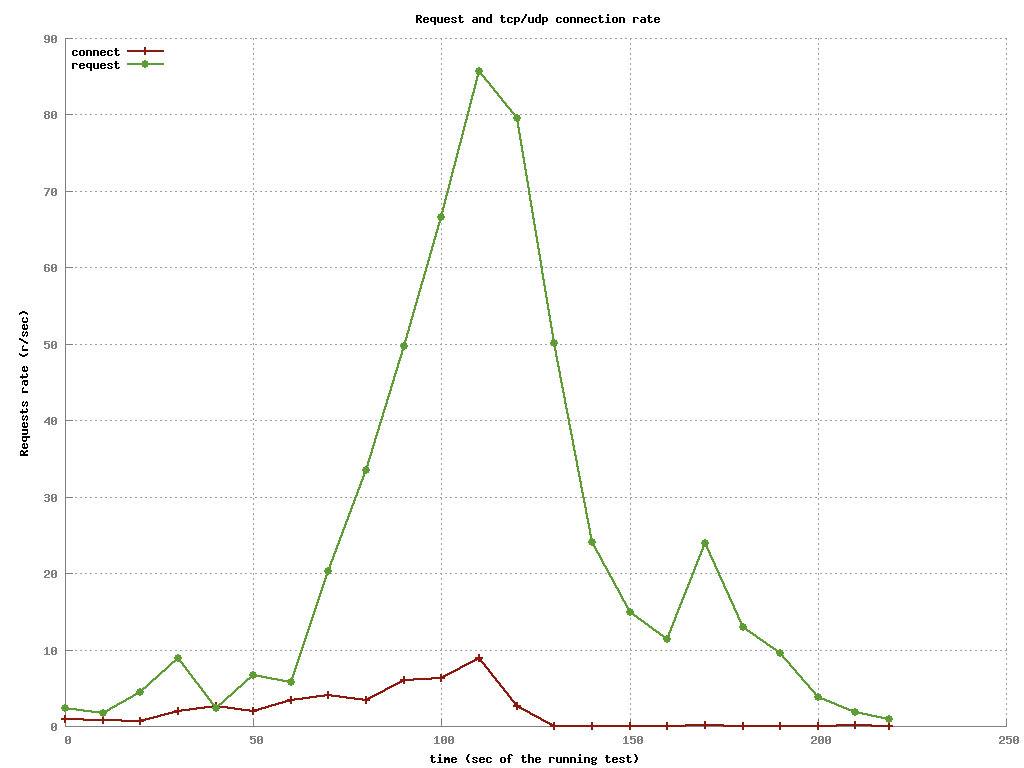 Request and tcp/udp connection rate
connect
request
90
80
70
60
50
40
30
20
10
0
Requests rate (r/sec)
0 50 100 150 200 250
time (sec of the running test)